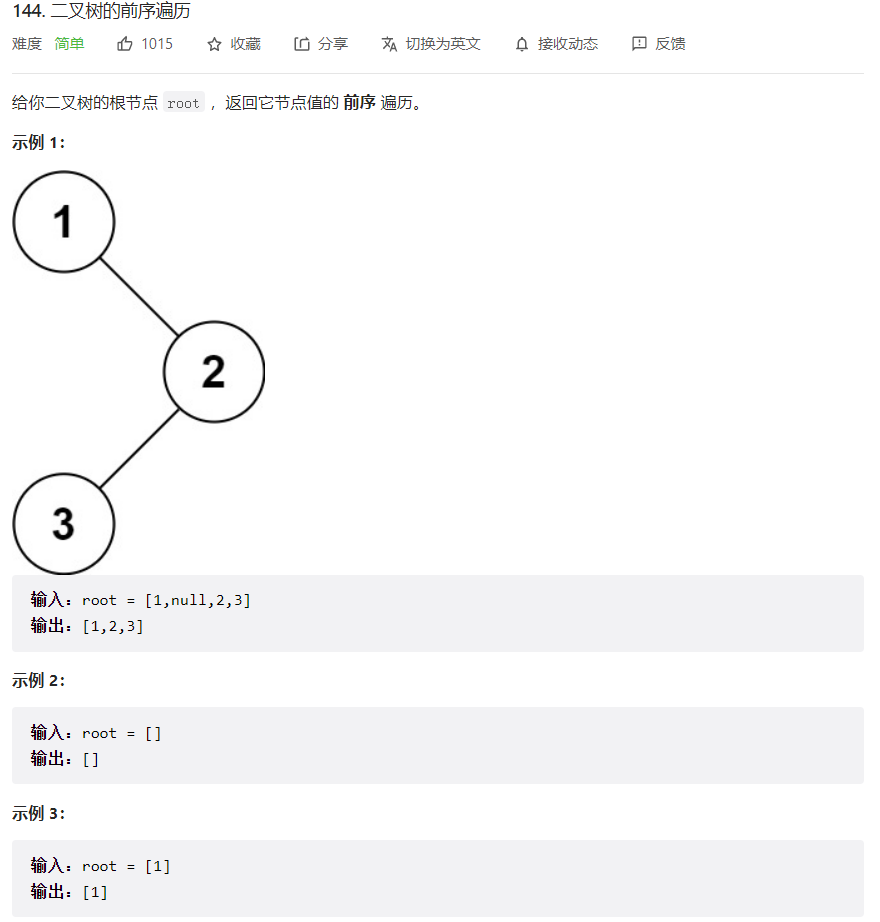 144. 二叉树的前序遍历
难度 简单 1015 收藏 分享 切换为英文 接收动态 反馈
给你二叉树的根节点 root ，返回它节点值的 前序 遍历。
示例 1：
1
2
3
输入：root = [1,null,2,3]
输出：[1,2,3]
示例 2：
输入：root = []
输出：[]
示例 3：
输入：root = [1]
输出：[1]